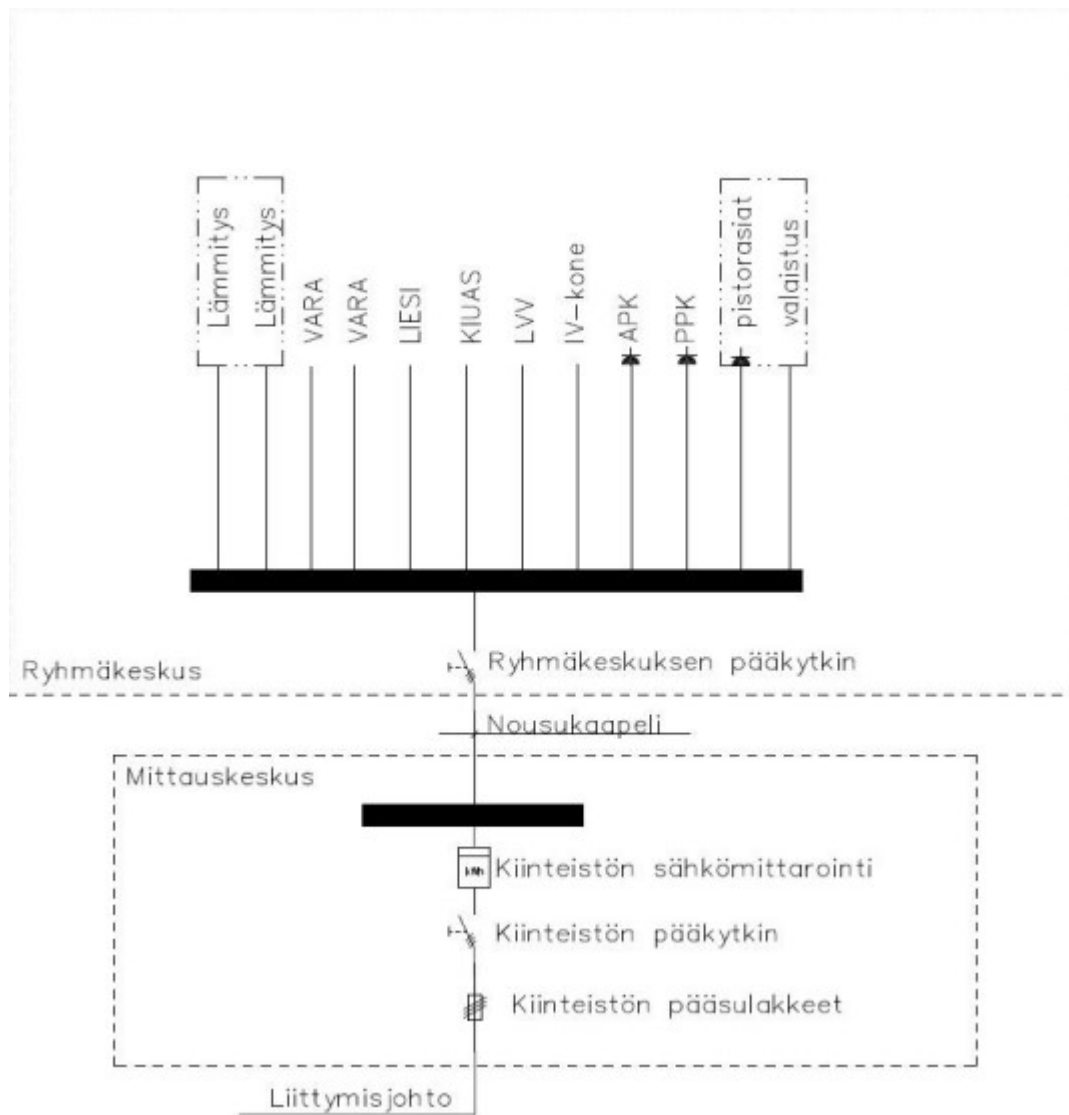 Lämmitys
Lämmitys
VARA
VARA
LIESI
KIUAS
LVV
IV-kone
APK
PPK
pistorasiat
valaistus
Ryhmäkeskuksen pääkytkin
Ryhmäkeskus
Nousukaapeli
Mittauskeskus
kWh
Kiinteistön sähkömittarointi
Kiinteistön pääkytkin
Kiinteistön pääsulakkeet
Liittymisjohto